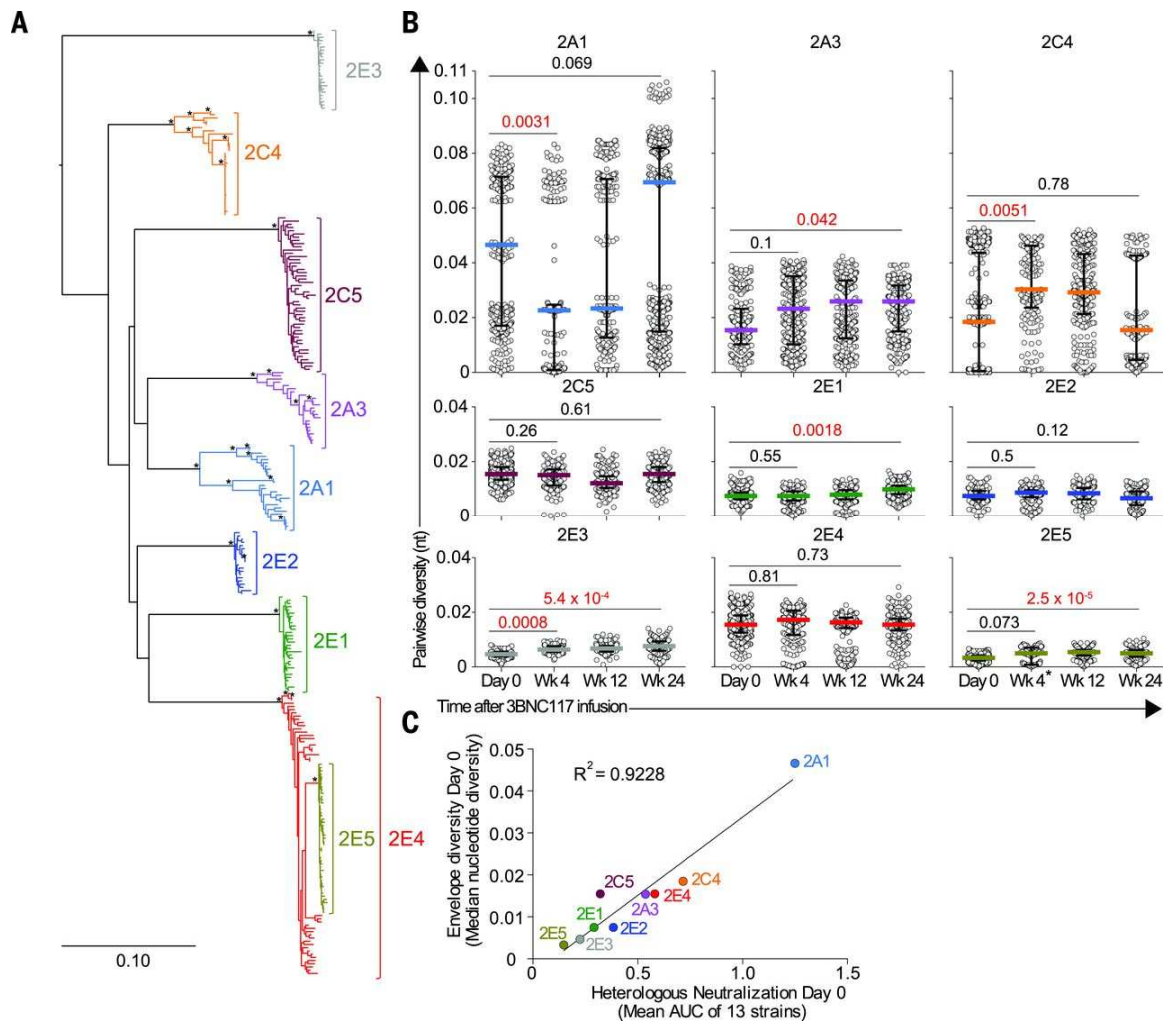 A
2E3
2C4
2C5
2A3
2A1
2E2
2E1
2E5
2E4
0.10
B
2A1 2A3 2C4
0.11
0.10
0.08
0.06
0.04
0.02
0
0.069
0.0031
0.042
0.1
0.78
0.0051
2C5 2E1 2E2
0.04
0.02
0
0.61
0.26
0.0018
0.55
0.12
0.5
2E3 2E4 2E5
0.04
0.02
0
5.4 x 10-4
0.0008
0.73
0.81
2.5 x 10-5
0.073
Pairwise diversity (nt)
Day 0 Wk 4 Wk 12 Wk 24 Day 0 Wk 4 Wk 12 Wk 24 Day 0 Wk 4* Wk 12 Wk 24
Time after 3BNC117 infusion
C
Envelope diversity Day 0
(Median nucleotide diversity)
0.05
0.04
0.03
0.02
0.01
0
R2 = 0.9228
2A1
2C5
2C4
2E4
2A3
2E1
2E2
2E5
2E3
0 0.5 1.0 1.5
Heterologous Neutralization Day 0
(Mean AUC of 13 strains)